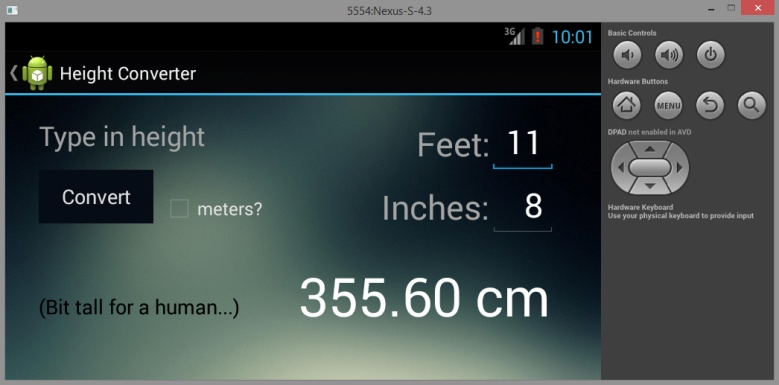 5554:Nexus-S-4.3
3G 10:01
Height Converter
Type in height
Feet: 11
Convert
meters?
Inches: 8
(Bit tall for a human...)
355.60 cm
Basic Controls
Hardware Buttons
MENU
DPAD not enabled in AVD
Hardware Keyboard
Use your physical keyboard to provide input